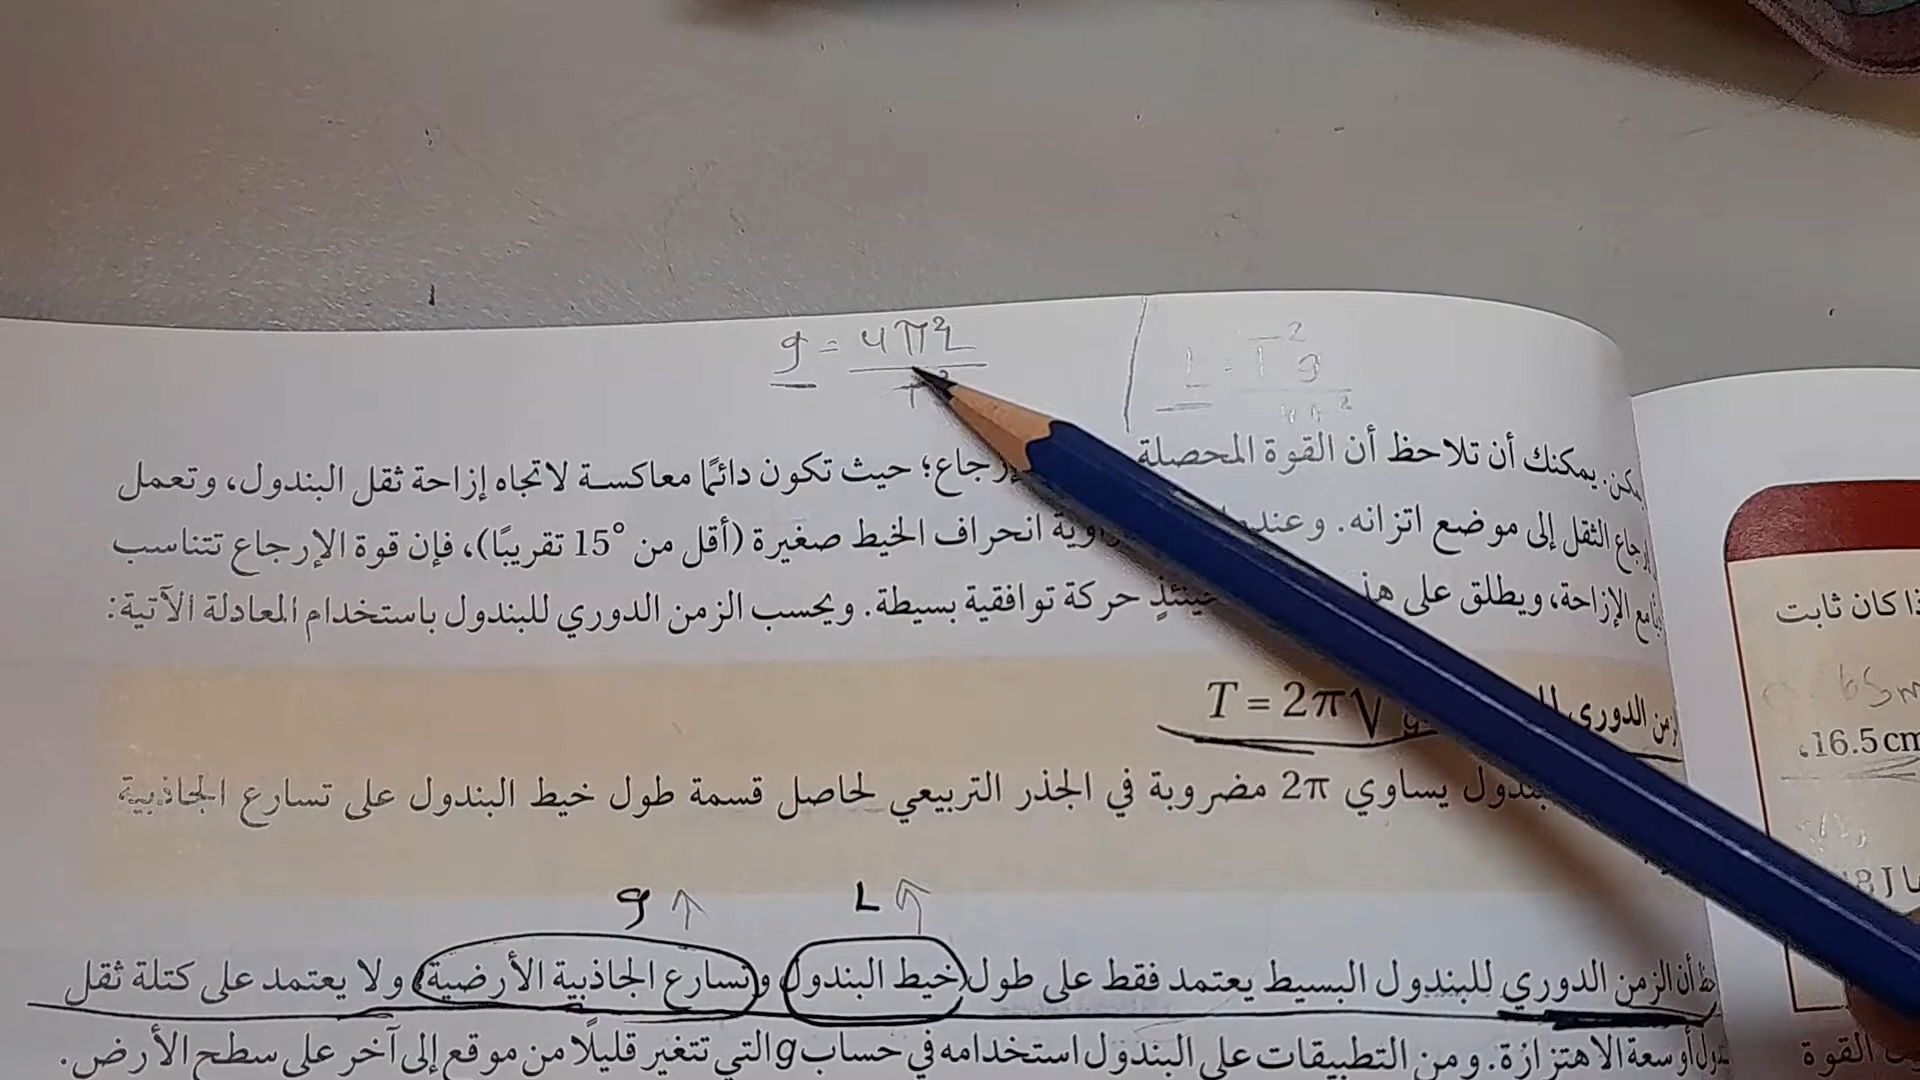 g = 4π²L / T²
L = T² g / 4π²
يمكنك أن تلاحظ أن القوة المحصلة إرجاع؛ حيث تكون دائمًا معاكسة لاتجاه إزاحة ثقل البندول، وتعمل
إرجاع الثقل إلى موضع اتزانه. وعندما زاوية انحراف الخيط صغيرة (أقل من °15 تقريبًا)، فإن قوة الإرجاع تتناسب
مع الإزاحة، ويطلق على حينئذٍ حركة توافقية بسيطة. ويحسب الزمن الدوري للبندول باستخدام المعادلة الآتية:
الدوري T = 2π√ g
يساوي 2π مضروبة في الجذر التربيعي لحاصل قسمة طول خيط البندول على تسارع الجاذبية
L g
أن الزمن الدوري للبندول البسيط يعتمد فقط على طول خيط البندول وتسارع الجاذبية الأرضية، ولا يعتمد على كتلة ثقل
أو سعة الاهتزازة. ومن التطبيقات على البندول استخدامه في حساب g التي تتغير قليلًا من موقع إلى آخر على سطح الأرض.
كان ثابت
16.5 cm،
القوة